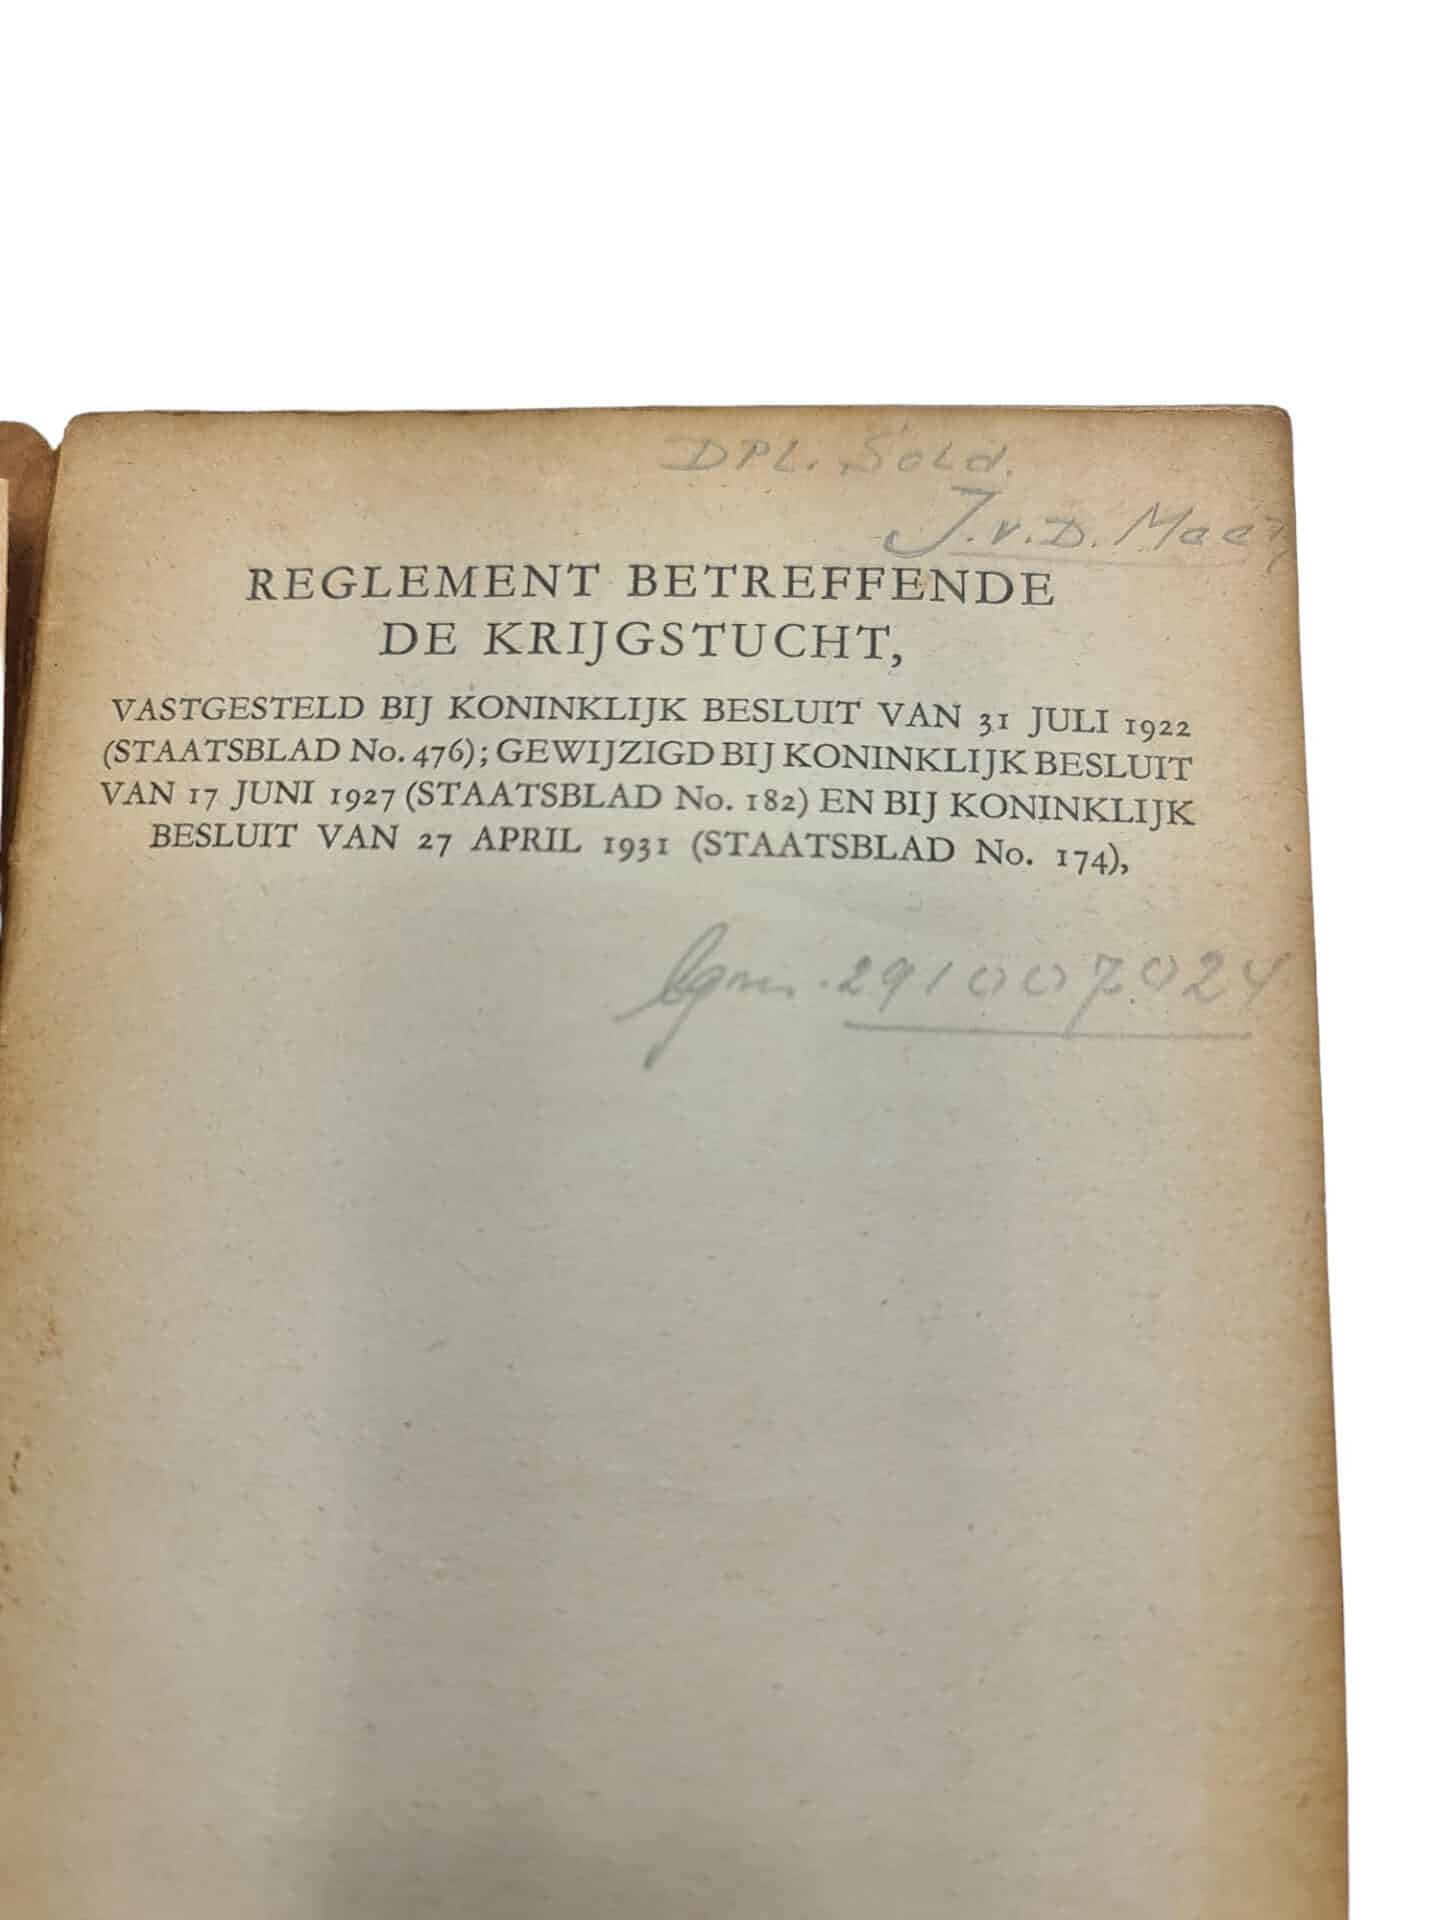 DPL. Sold.
J.v.D. Maer
REGLEMENT BETREFFENDE
DE KRIJGSTUCHT,
VASTGESTELD BIJ KONINKLIJK BESLUIT VAN 31 JULI 1922
(STAATSBLAD No. 476); GEWIJZIGD BIJ KONINKLIJK BESLUIT
VAN 17 JUNI 1927 (STAATSBLAD No. 182) EN BIJ KONINKLIJK
BESLUIT VAN 27 APRIL 1931 (STAATSBLAD No. 174),
291007024